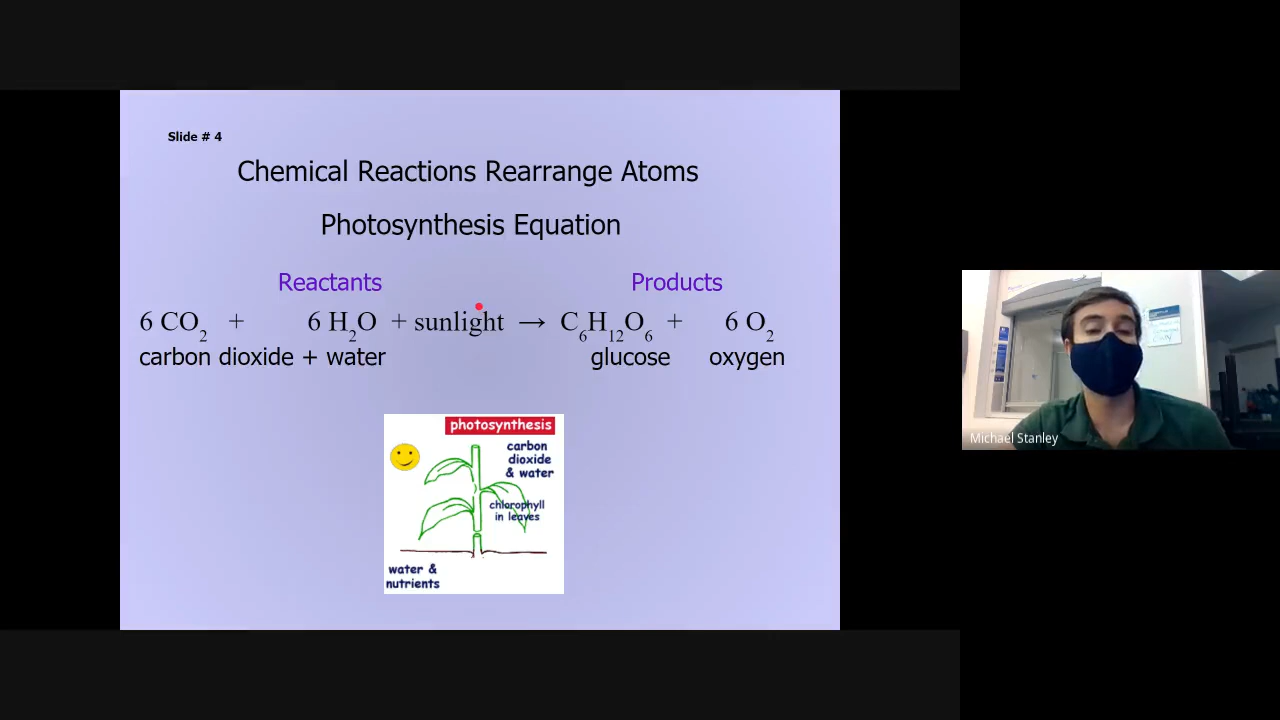 Slide # 4
Chemical Reactions Rearrange Atoms
Photosynthesis Equation
Reactants Products
6 CO₂ + 6 H₂O + sunlight → C₆H₁₂O₆ + 6 O₂
carbon dioxide + water glucose oxygen
photosynthesis
carbon
dioxide
& water
chlorophyll
in leaves
water &
nutrients
Michael Stanley